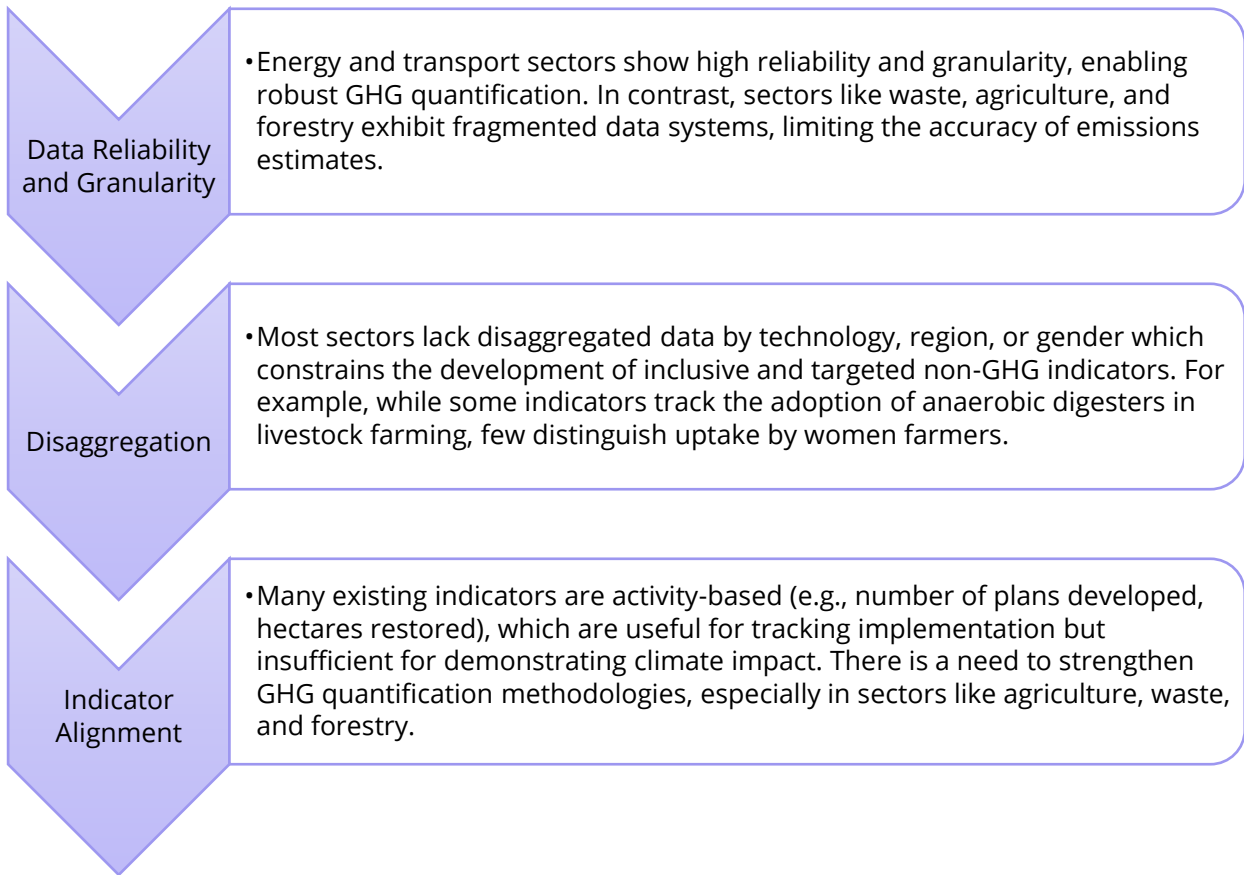 Data Reliability
and Granularity
•Energy and transport sectors show high reliability and granularity, enabling
robust GHG quantification. In contrast, sectors like waste, agriculture, and
forestry exhibit fragmented data systems, limiting the accuracy of emissions
estimates.
Disaggregation
•Most sectors lack disaggregated data by technology, region, or gender which
constrains the development of inclusive and targeted non-GHG indicators. For
example, while some indicators track the adoption of anaerobic digesters in
livestock farming, few distinguish uptake by women farmers.
Indicator
Alignment
•Many existing indicators are activity-based (e.g., number of plans developed,
hectares restored), which are useful for tracking implementation but
insufficient for demonstrating climate impact. There is a need to strengthen
GHG quantification methodologies, especially in sectors like agriculture, waste,
and forestry.